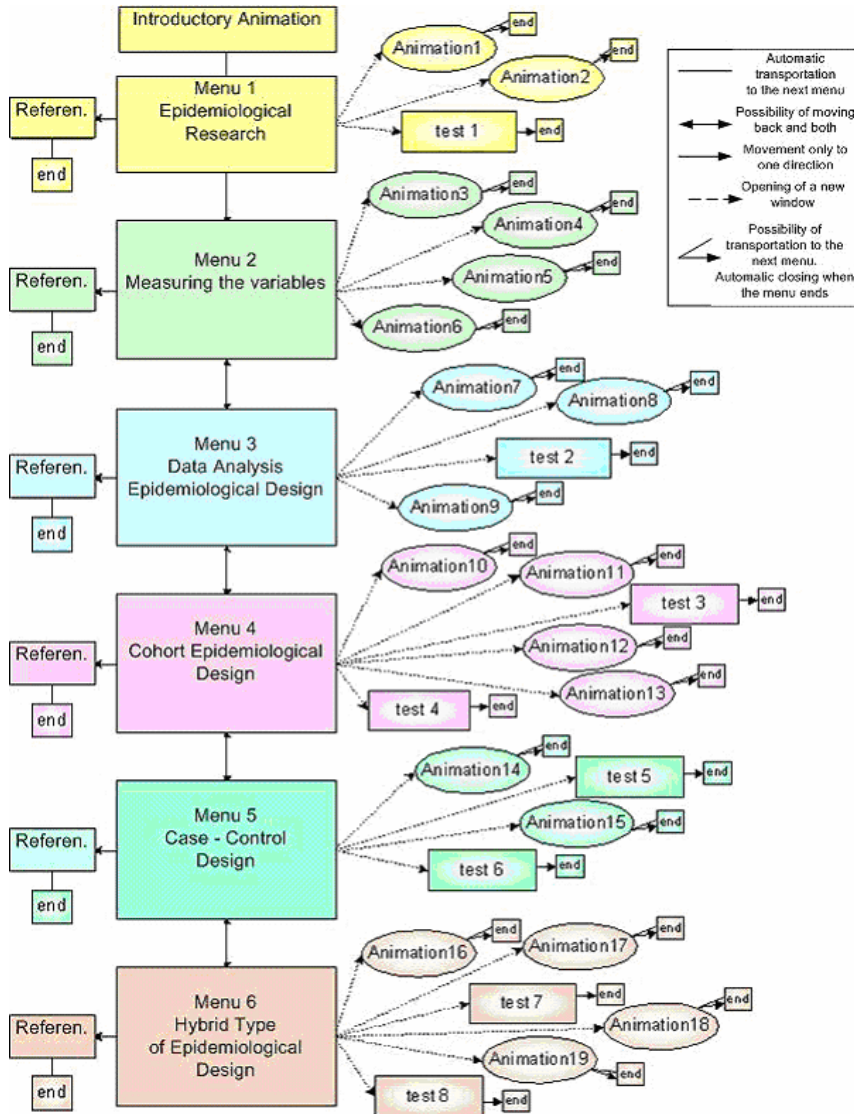 Introductory Animation
Menu 1
Epidemiological
Research
Referen.
end
Animation1
end
Animation2
end
test 1
end
Menu 2
Measuring the variables
Referen.
end
Animation3
end
Animation4
end
Animation5
end
Animation6
end
Menu 3
Data Analysis
Epidemiological Design
Referen.
end
Animation7
end
Animation8
end
test 2
end
Animation9
end
Menu 4
Cohort Epidemiological
Design
Referen.
end
Animation10
end
Animation11
end
test 3
end
Animation12
end
Animation13
end
test 4
end
Menu 5
Case - Control
Design
Referen.
end
Animation14
end
test 5
end
Animation15
end
test 6
end
Menu 6
Hybrid Type
of Epidemiological
Design
Referen.
end
Animation16
end
Animation17
end
test 7
end
Animation18
end
Animation19
end
test 8
end
Automatic
transportation
to the next menu
Possibility of moving
back and both
Movement only to
one direction
Opening of a new
window
Possibility of
transportation to the
next menu.
Automatic closing when
the menu ends